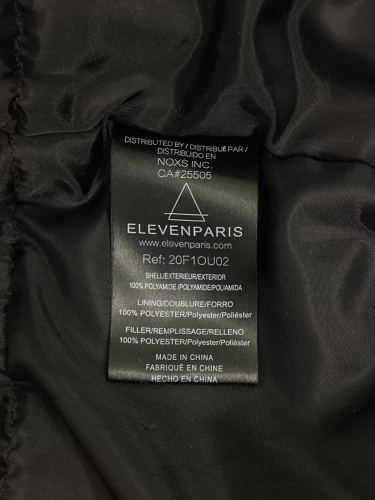 DISTRIBUTED BY / DISTRIBUÉ PAR /
DISTRIBUIDO EN
NOXS INC.
CA#25505
ELEVENPARIS
www.elevenparis.com
Ref: 20F1OU02
SHELL/EXTERIEUR/EXTERIOR
100% POLYAMIDE /POLYAMIDE/POLIAMIDA
LINING/DOUBLURE/FORRO
100% POLYESTER/Polyester/Poliéster
FILLER/REMPLISSAGE/RELLENO
100% POLYESTER/Polyester/Poliéster
MADE IN CHINA
FABRIQUÉ EN CHINE
HECHO EN CHINA